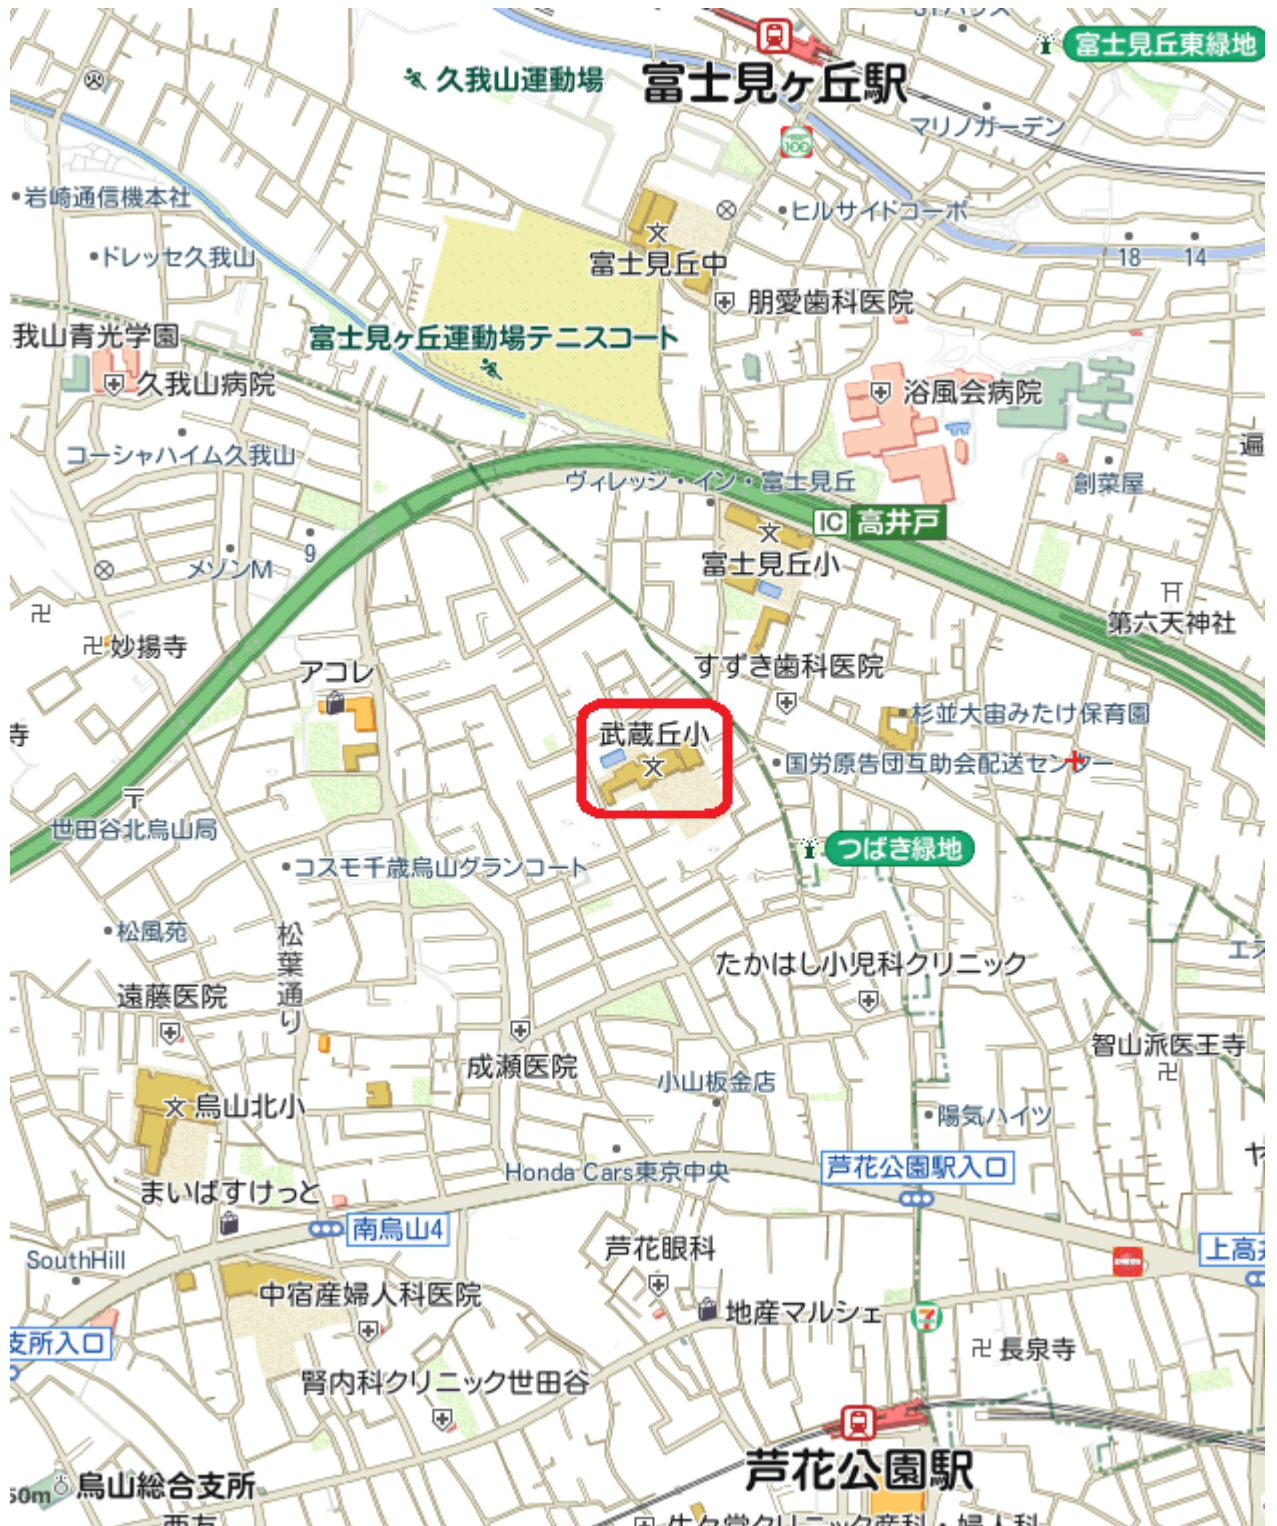 富士見丘東緑地
久我山運動場
富士見ヶ丘駅
マリノガーデン
100
岩崎通信機本社
ヒルサイドコーポ
ドレッセ久我山
富士見丘中
18
14
朋愛歯科医院
我山青光学園
富士見ヶ丘運動場テニスコート
久我山病院
浴風会病院
コーシャハイム久我山
遍
ヴィレッジ・イン・富士見丘
創菜屋
IC 高井戸
9
メゾンM
富士見丘小
第六天神社
妙揚寺
すずき歯科医院
アコレ
杉並大宙みたけ保育園
武蔵丘小
寺
国労原告団互助会配送センター
世田谷北烏山局
つばき緑地
コスモ千歳烏山グランコート
松風苑
松葉通り
エス
たかはし小児科クリニック
遠藤医院
智山派医王寺
成瀬医院
小山板金店
烏山北小
陽気ハイツ
Honda Cars東京中央
芦花公園駅入口
ヤ
まいばすけっと
南烏山4
芦花眼科
上高井
SouthHill
中宿産婦人科医院
地産マルシェ
7
支所入口
長泉寺
腎内科クリニック世田谷
芦花公園駅
烏山総合支所
50m
西友